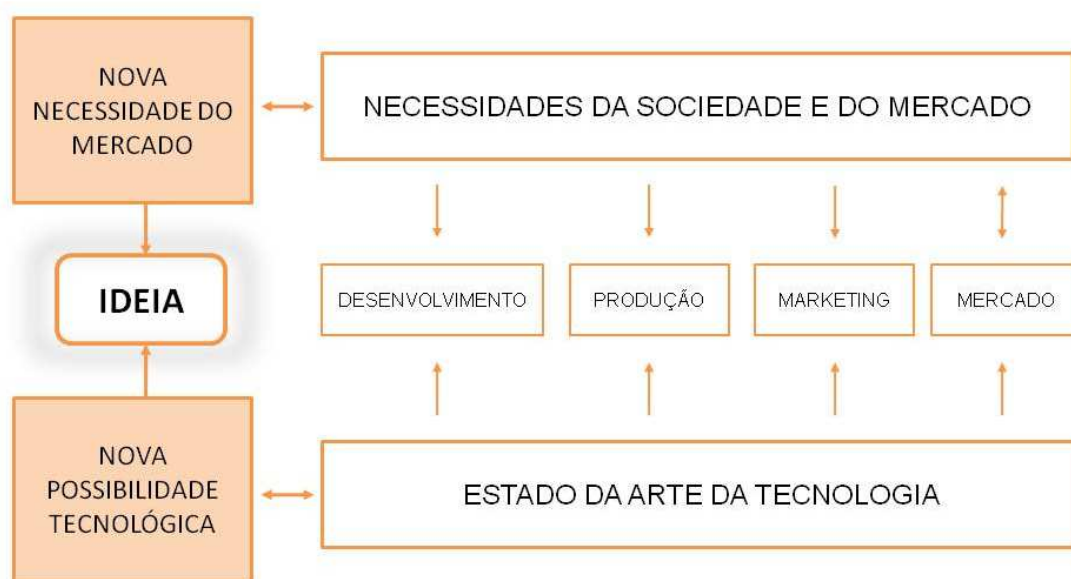 NOVA
NECESSIDADE DO
MERCADO
NECESSIDADES DA SOCIEDADE E DO MERCADO
IDEIA
DESENVOLVIMENTO
PRODUÇÃO
MARKETING
MERCADO
NOVA
POSSIBILIDADE
TECNOLÓGICA
ESTADO DA ARTE DA TECNOLOGIA